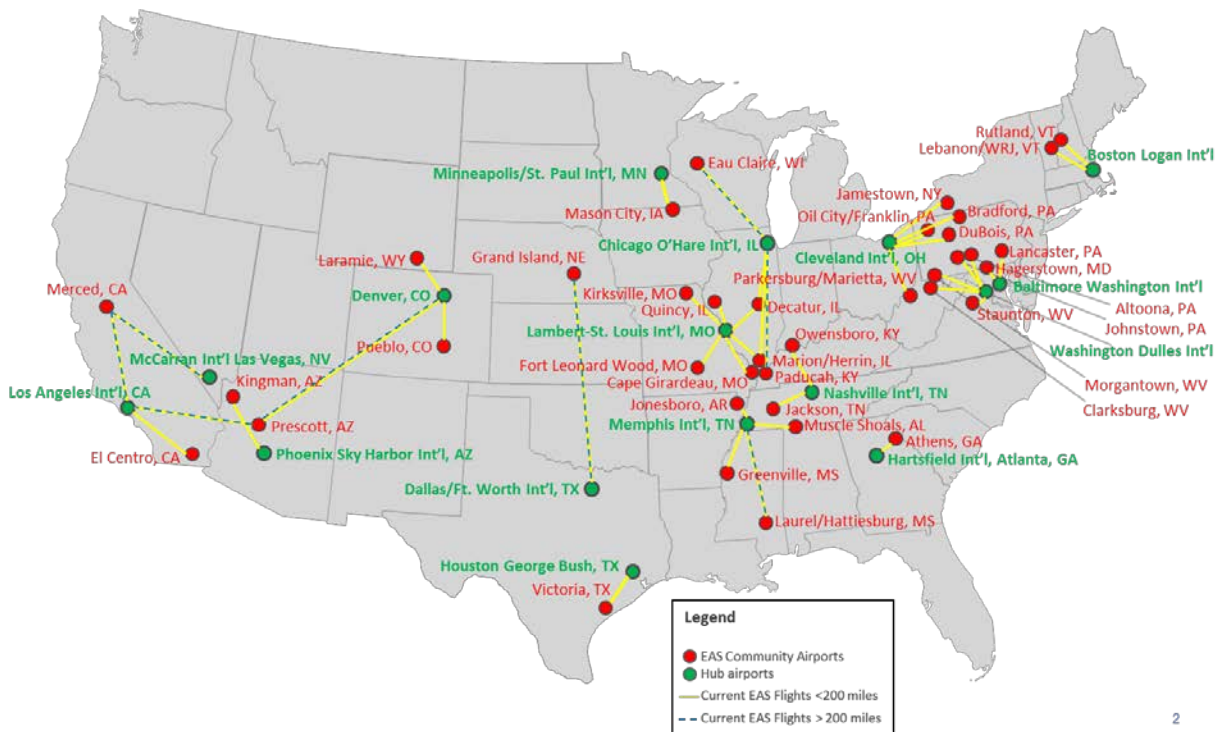 Rutland, VT
Lebanon/WRJ, VT
Boston Logan Int'l
Eau Claire, WI
Minneapolis/St. Paul Int'l, MN
Jamestown, NY
Mason City, IA
Oil City/Franklin, PA
Bradford, PA
DuBois, PA
Chicago O'Hare Int'l, IL
Lancaster, PA
Cleveland Int'l, OH
Laramie, WY
Grand Island, NE
Hagerstown, MD
Parkersburg/Marietta, WV
Baltimore Washington Int'l
Merced, CA
Denver, CO
Kirksville, MO
Quincy, IL
Decatur, IL
Altoona, PA
Staunton, WV
Johnstown, PA
Lambert-St. Louis Int'l, MO
Owensboro, KY
Pueblo, CO
Washington Dulles Int'l
McCarran Int'l Las Vegas, NV
Fort Leonard Wood, MO
Marion/Herrin, IL
Kingman, AZ
Cape Girardeau, MO
Paducah, KY
Morgantown, WV
Los Angeles Int'l, CA
Nashville Int'l, TN
Jonesboro, AR
Jackson, TN
Clarksburg, WV
Prescott, AZ
Memphis Int'l, TN
Muscle Shoals, AL
Athens, GA
El Centro, CA
Phoenix Sky Harbor Int'l, AZ
Hartsfield Int'l, Atlanta, GA
Greenville, MS
Dallas/Ft. Worth Int'l, TX
Laurel/Hattiesburg, MS
Houston George Bush, TX
Victoria, TX
Legend
EAS Community Airports
Hub airports
Current EAS Flights <200 miles
Current EAS Flights > 200 miles
2